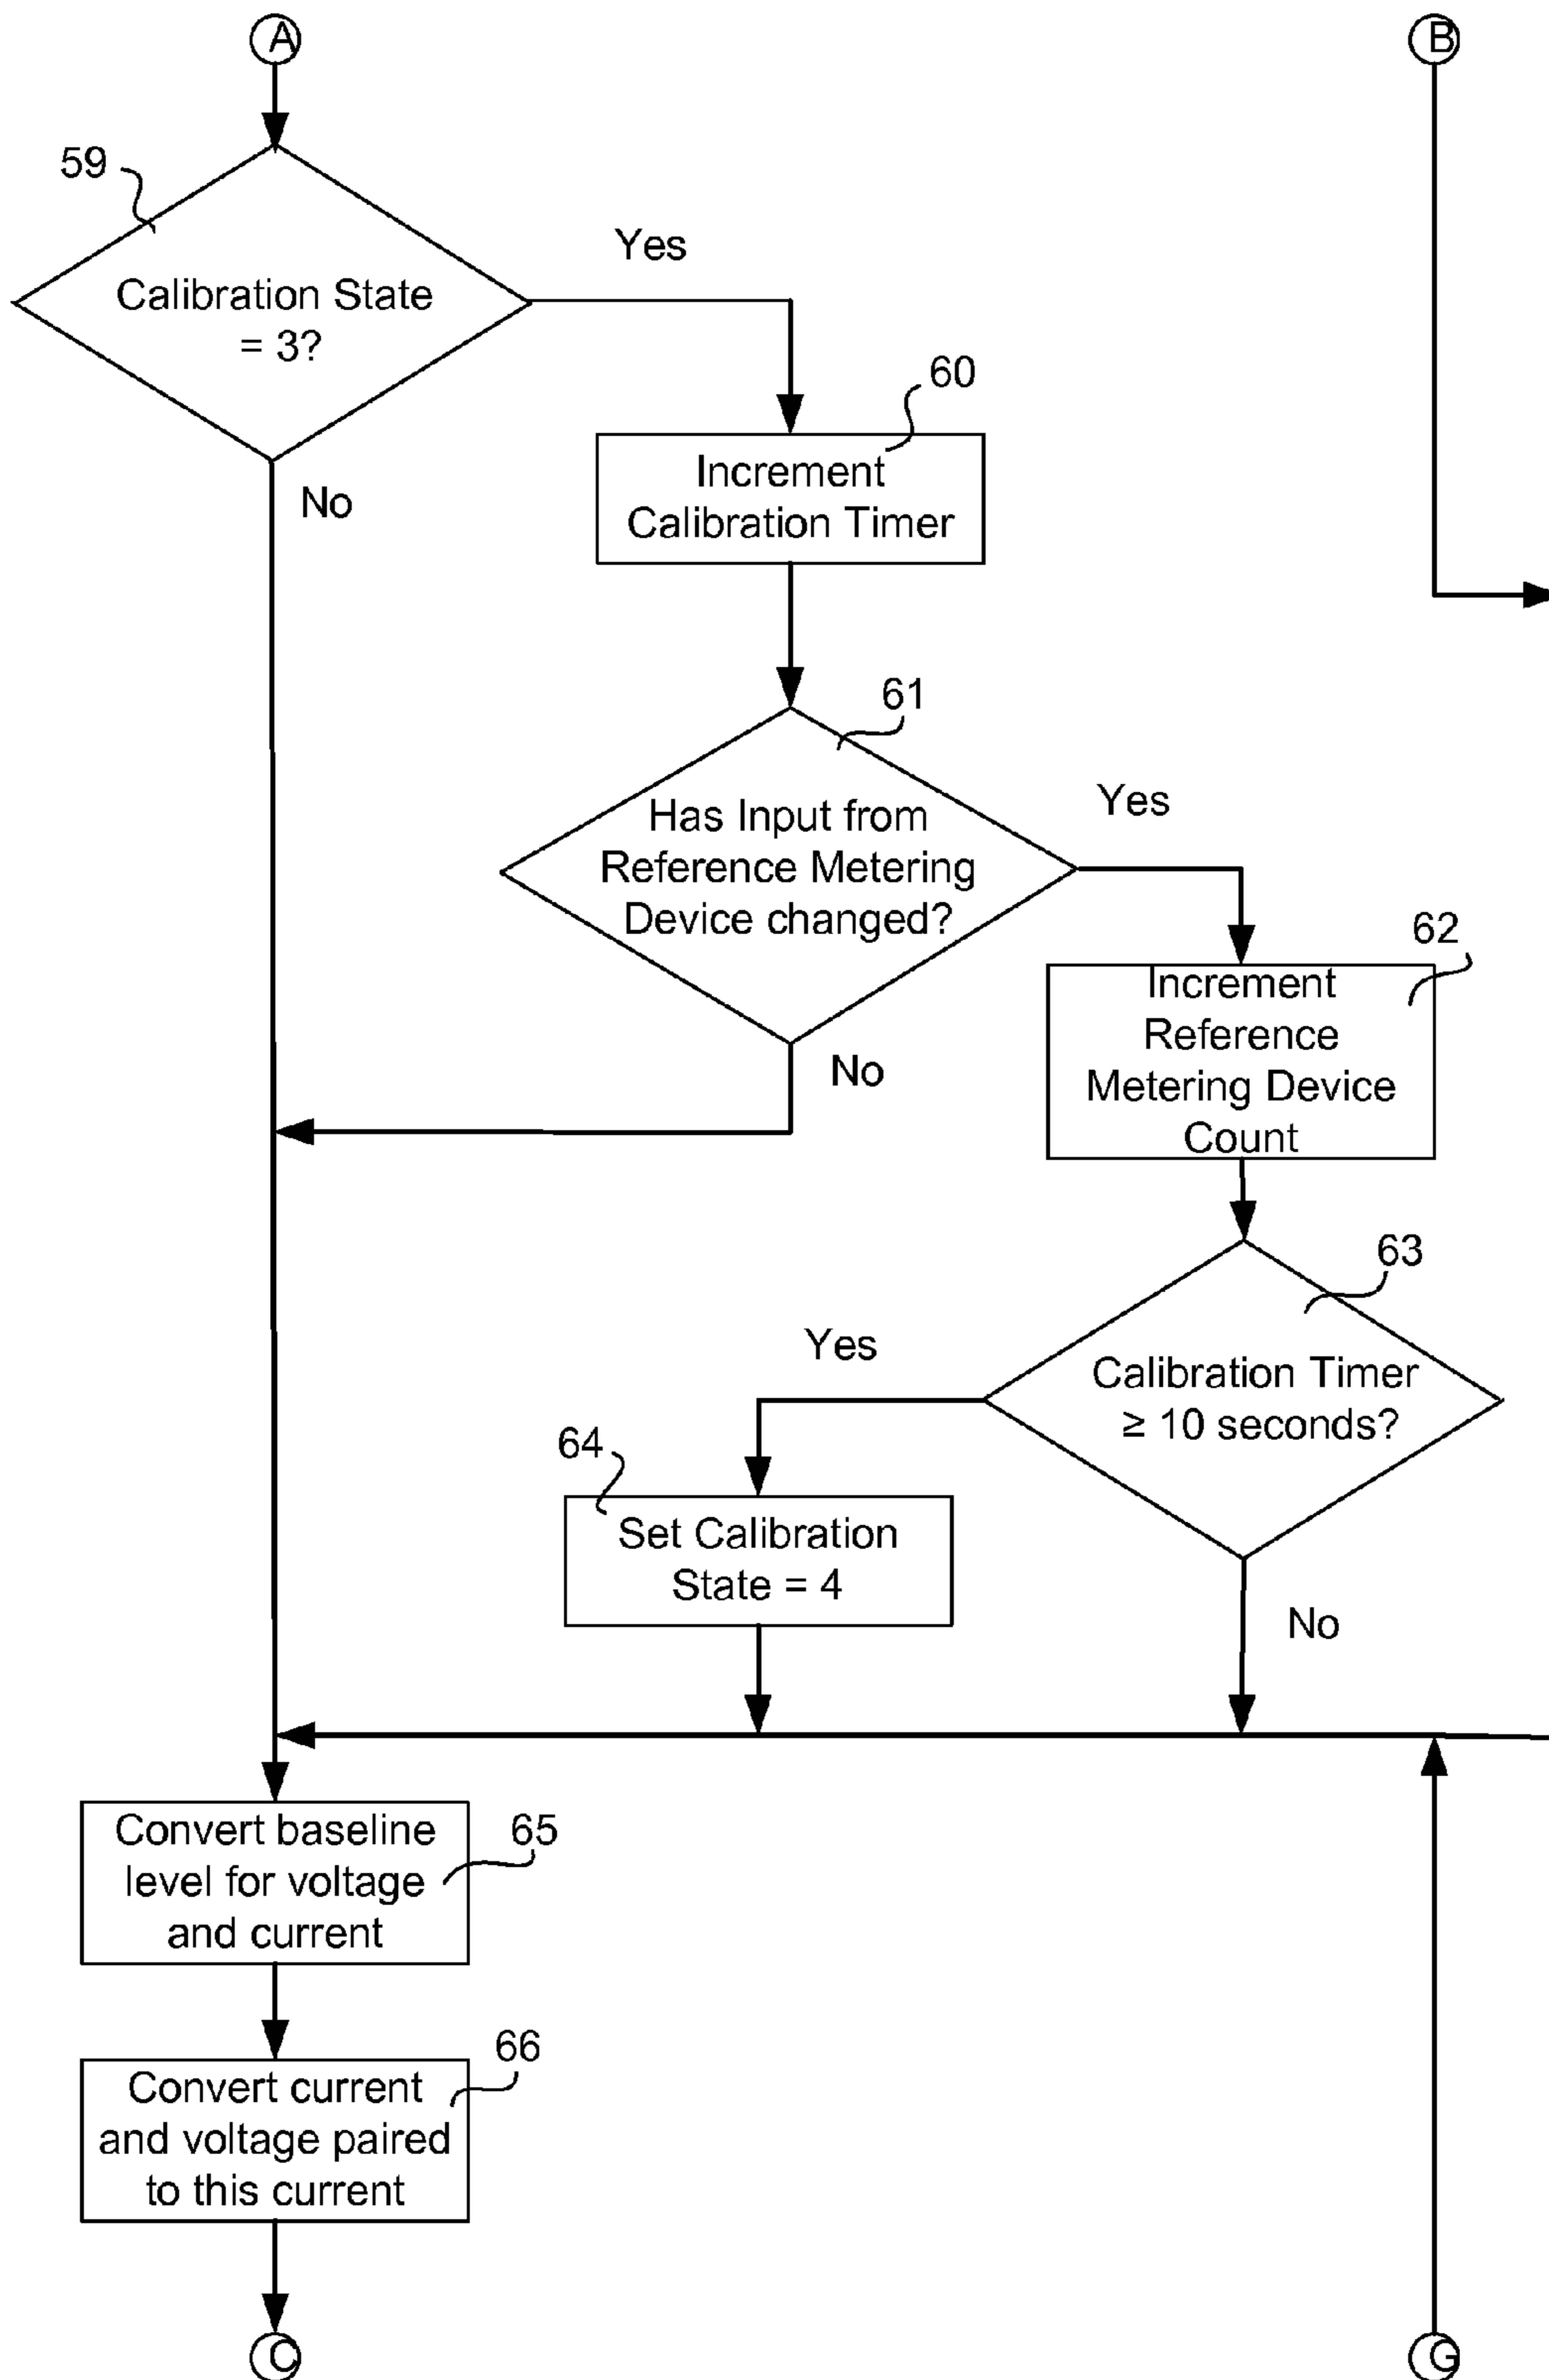 A
B
59
Yes
Calibration State
= 3?
60
No
Increment
Calibration Timer
61
Yes
Has Input from
Reference Metering
Device changed?
62
Increment
Reference
Metering Device
Count
No
63
Yes
Calibration Timer
≥ 10 seconds?
64
Set Calibration
State = 4
No
Convert baseline
level for voltage
and current
65
66
Convert current
and voltage paired
to this current
C
G